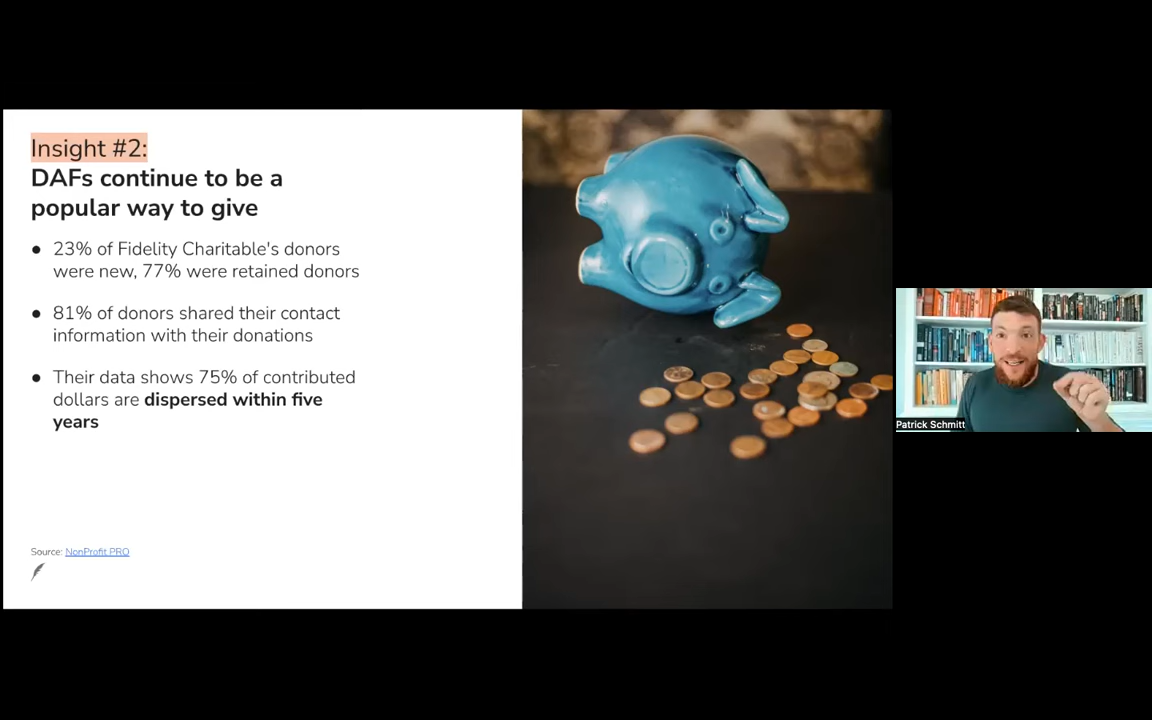 Insight #2:
DAFs continue to be a
popular way to give
● 23% of Fidelity Charitable's donors
were new, 77% were retained donors
● 81% of donors shared their contact
information with their donations
● Their data shows 75% of contributed
dollars are dispersed within five
years
Source: NonProfit PRO
Patrick Schmitt